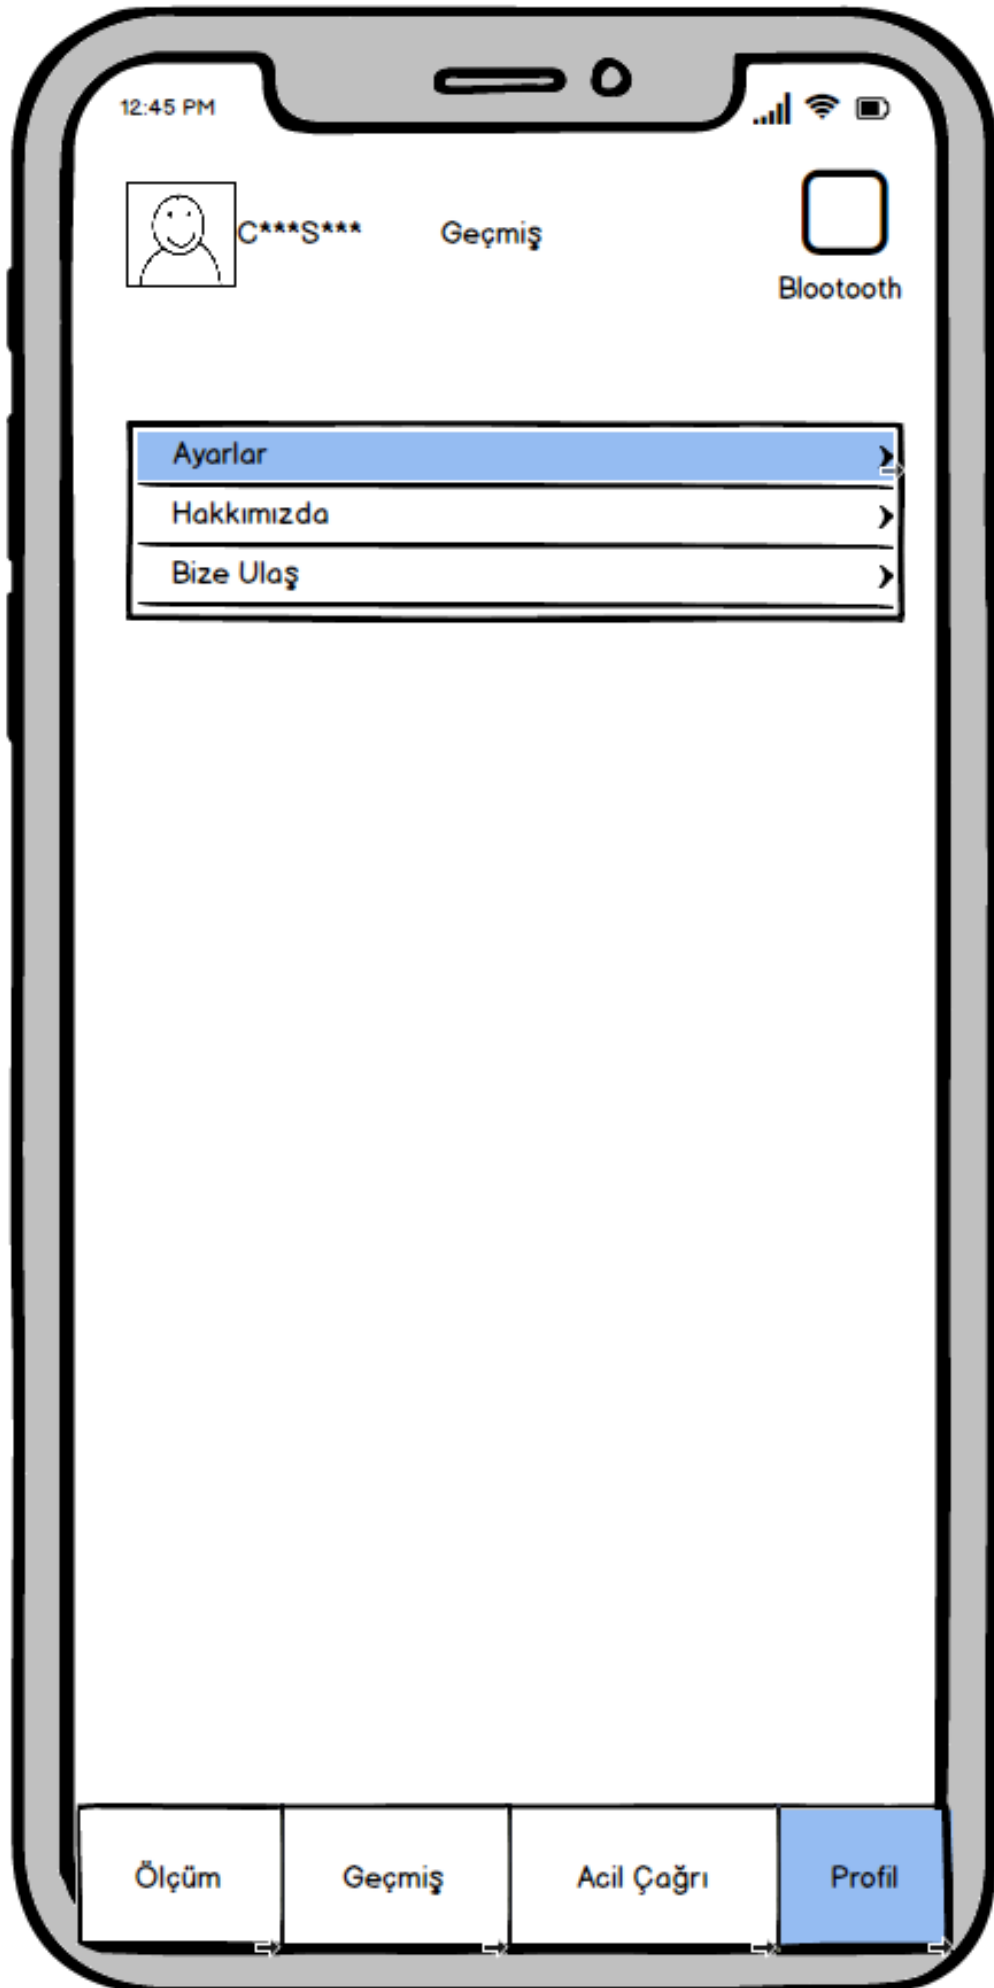 12:45 PM
C***S*** Geçmiş
Blootooth
Ayarlar
Hakkımızda
Bize Ulaş
Ölçüm Geçmiş Acil Çağrı Profil